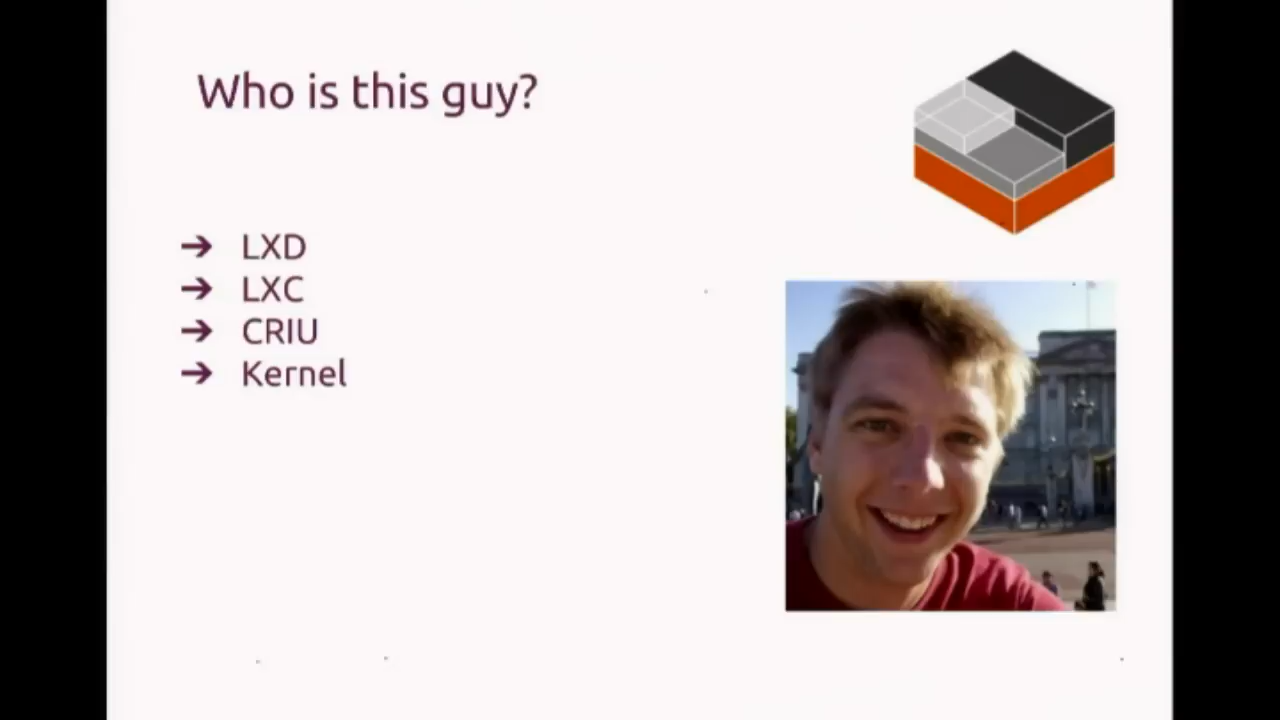 Who is this guy?
➔ LXD
➔ LXC
➔ CRIU
➔ Kernel